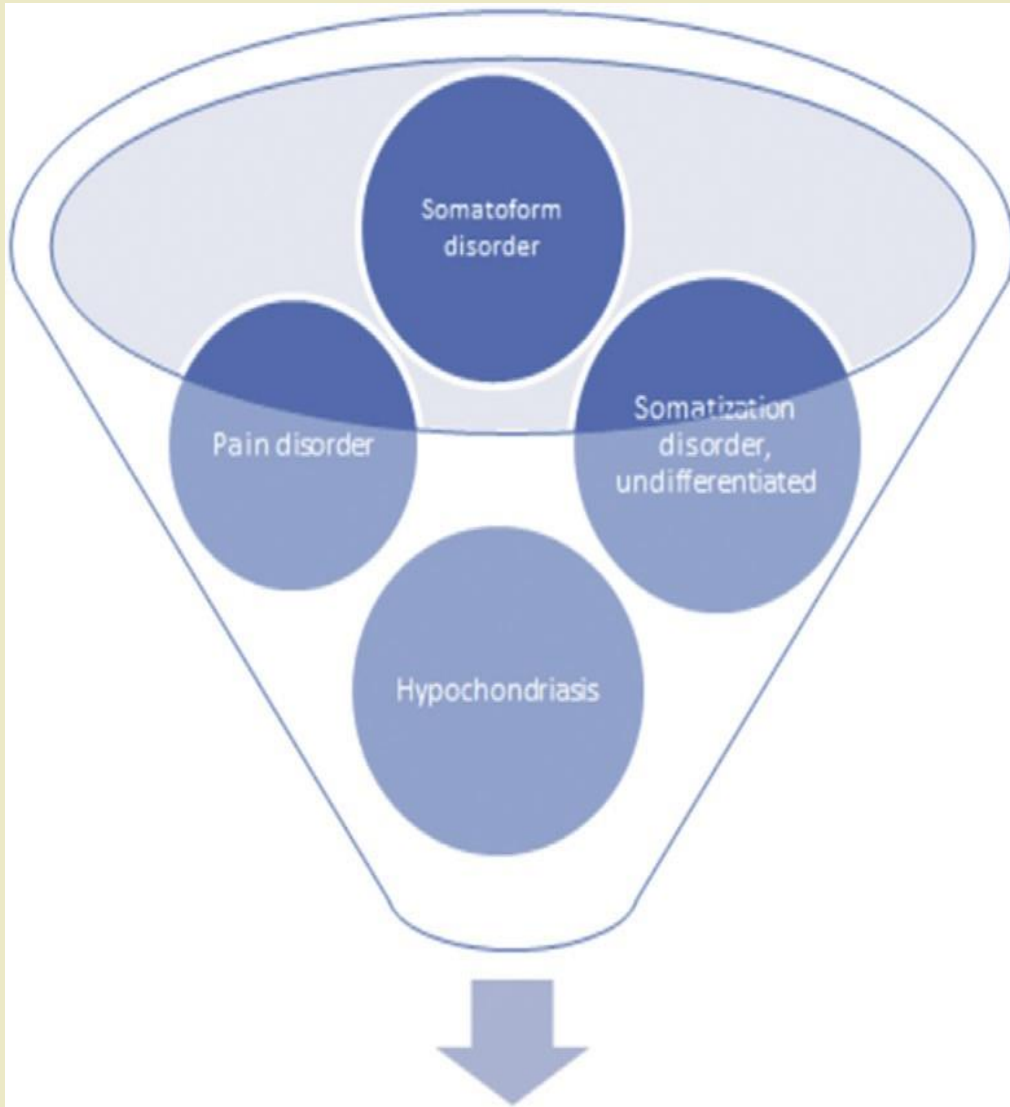 Somatoform
disorder
Pain disorder
Somatization
disorder,
undifferentiated
Hypochondriasis